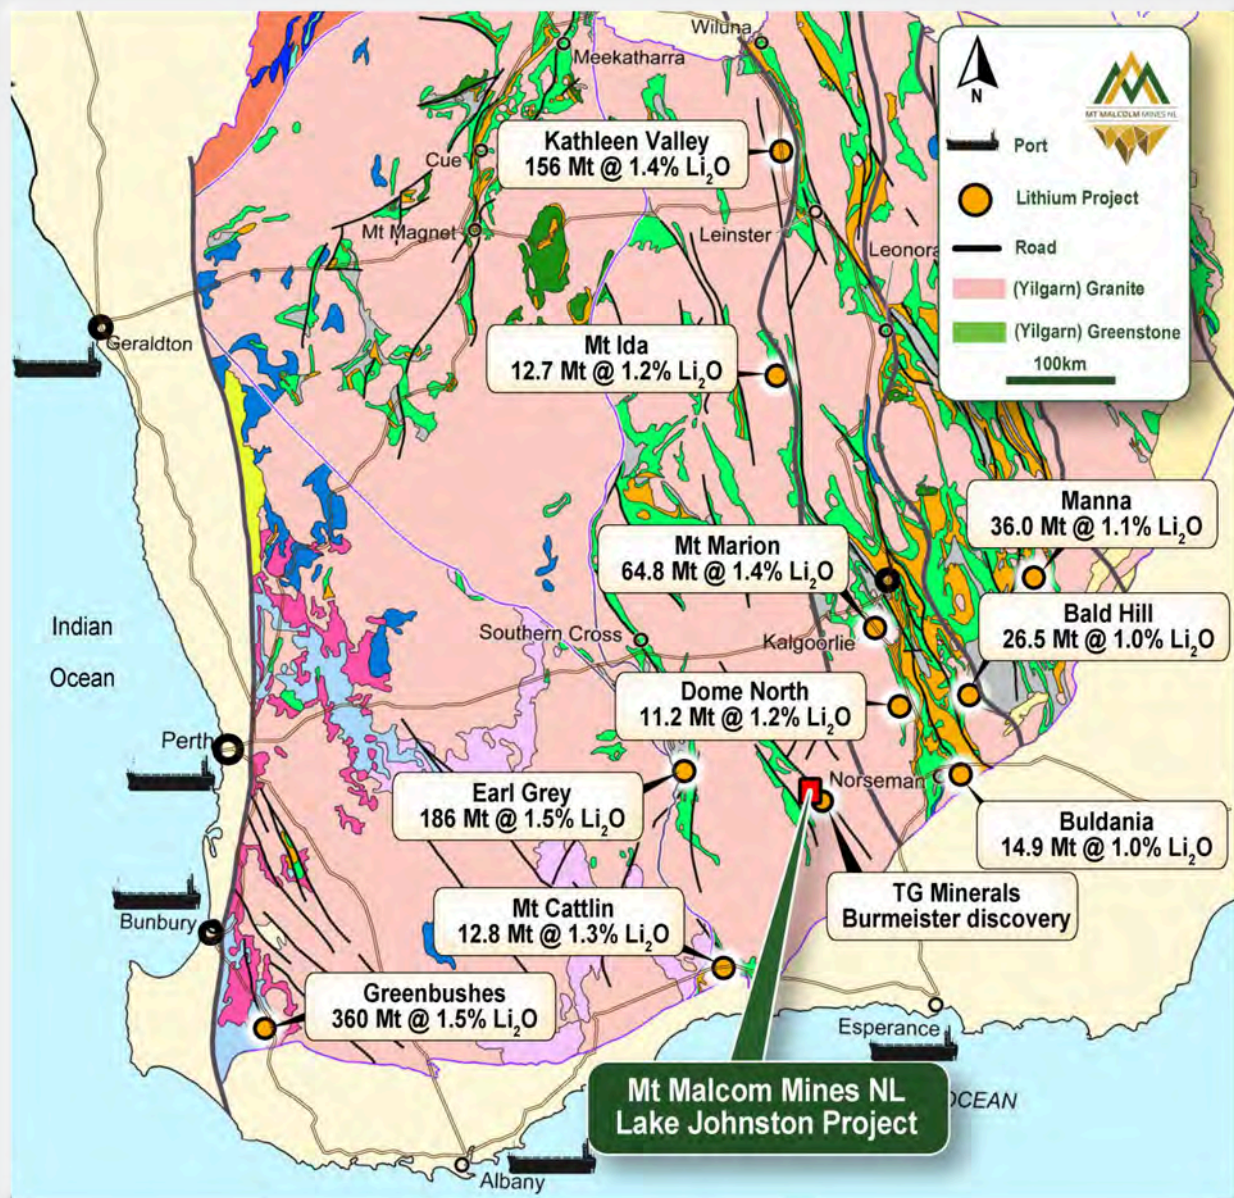 Wiluna
Meekatharra
N
MT MALCOLM MINES NL
Port
Lithium Project
Road
(Yilgarn) Granite
(Yilgarn) Greenstone
100km
Kathleen Valley
156 Mt @ 1.4% Li₂O
Cue
Mt Magnet
Leinster
Leonora
Geraldton
Mt Ida
12.7 Mt @ 1.2% Li₂O
Manna
36.0 Mt @ 1.1% Li₂O
Mt Marion
64.8 Mt @ 1.4% Li₂O
Indian
Ocean
Southern Cross
Kalgoorlie
Bald Hill
26.5 Mt @ 1.0% Li₂O
Dome North
11.2 Mt @ 1.2% Li₂O
Perth
Earl Grey
186 Mt @ 1.5% Li₂O
Norseman
Buldania
14.9 Mt @ 1.0% Li₂O
TG Minerals
Burmeister discovery
Bunbury
Mt Cattlin
12.8 Mt @ 1.3% Li₂O
Greenbushes
360 Mt @ 1.5% Li₂O
Esperance
Mt Malcom Mines NL
Lake Johnston Project
OCEAN
Albany